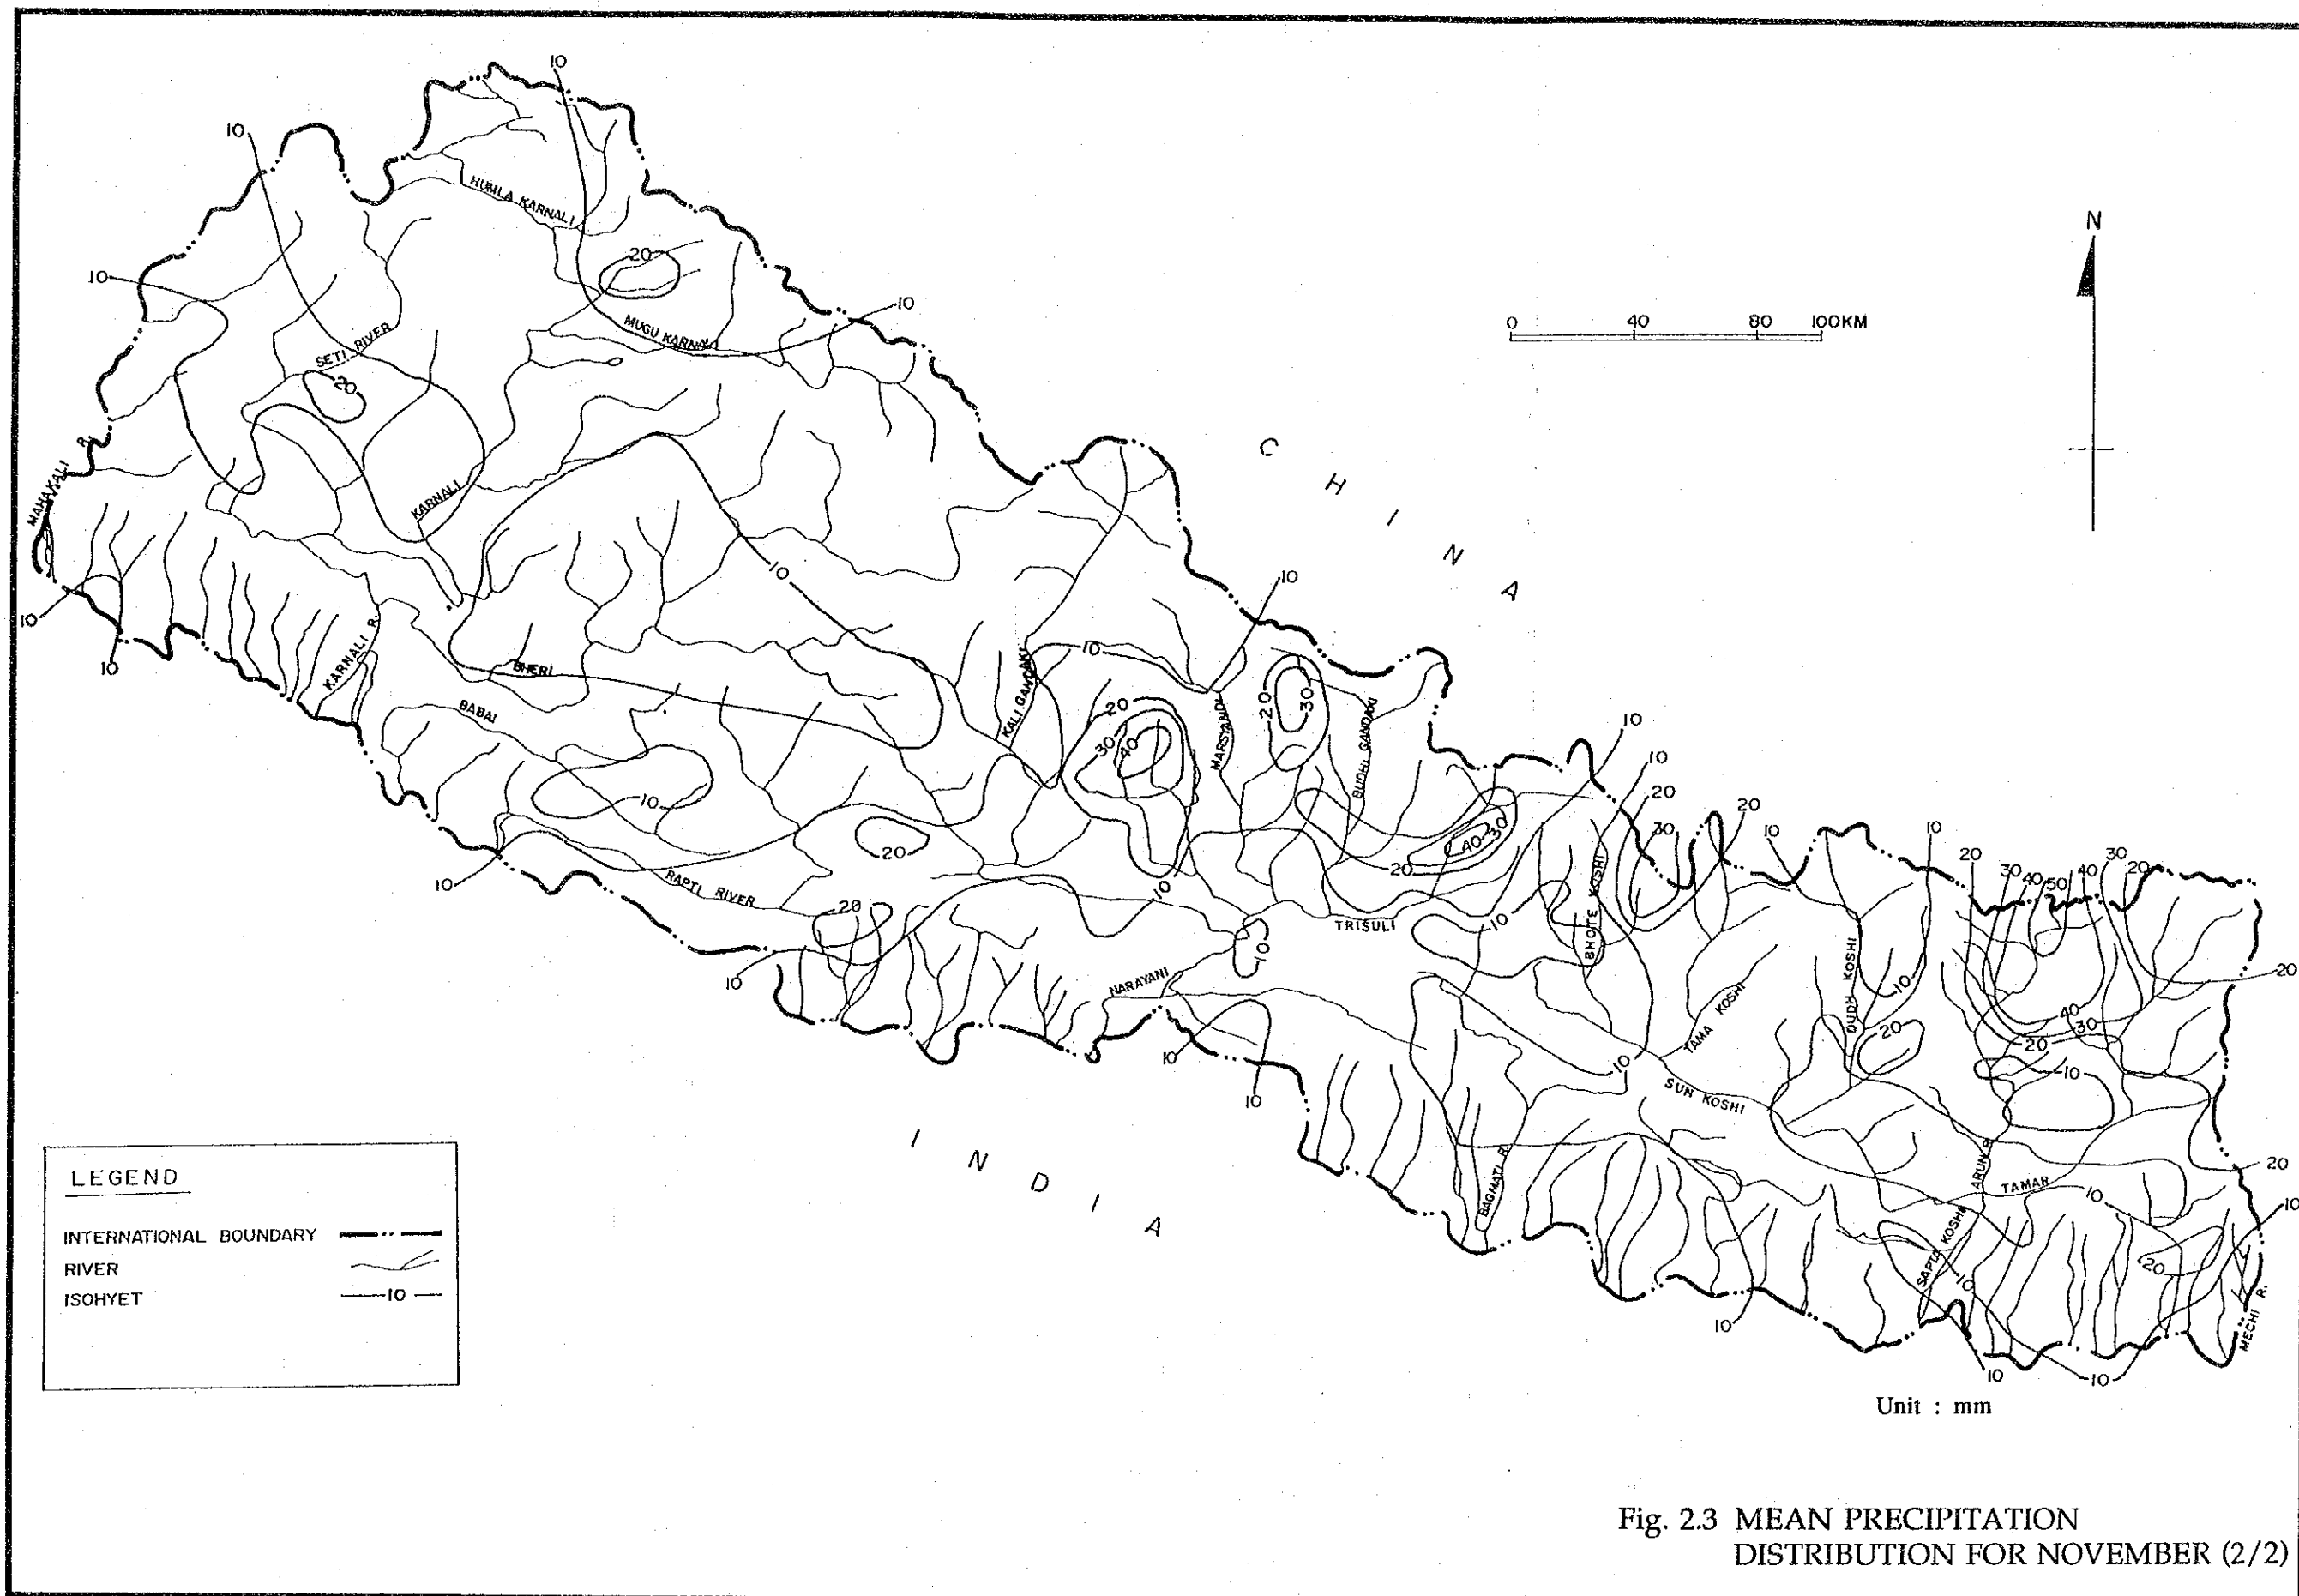 10
10
HUMLA KARNALI
N
20
10
10
0 40 80 100KM
MUGU KARNALI
SETI RIVER
20
MAHAKALI R.
KARNALI
C H I N A
10
10
10
10
KARNALI R.
BHERI
BABAI
KALI GANDAKI
10
20
30
40
MARSYANDI
20
30
BUDHI GANDAKI
10
10
20
30
20
10
10
10
20
40
30
20
10
RAPTI RIVER
20
10
10
TRISULI
BHOTE KOSHI
10
10
NARAYANI
10
10
TAMA KOSHI
DUDH KOSHI
10
20
20
30
40
50
40
30
20
20
40
30
20
10
10
SUN KOSHI
I N D I A
BAGMATI R.
ARUN R.
TAMAR
10
20
10
SAPTA KOSHI
10
20
MECHI R.
10
10
10
LEGEND
INTERNATIONAL BOUNDARY
RIVER
ISOHYET 10
Unit : mm
Fig. 2.3 MEAN PRECIPITATION
DISTRIBUTION FOR NOVEMBER (2/2)